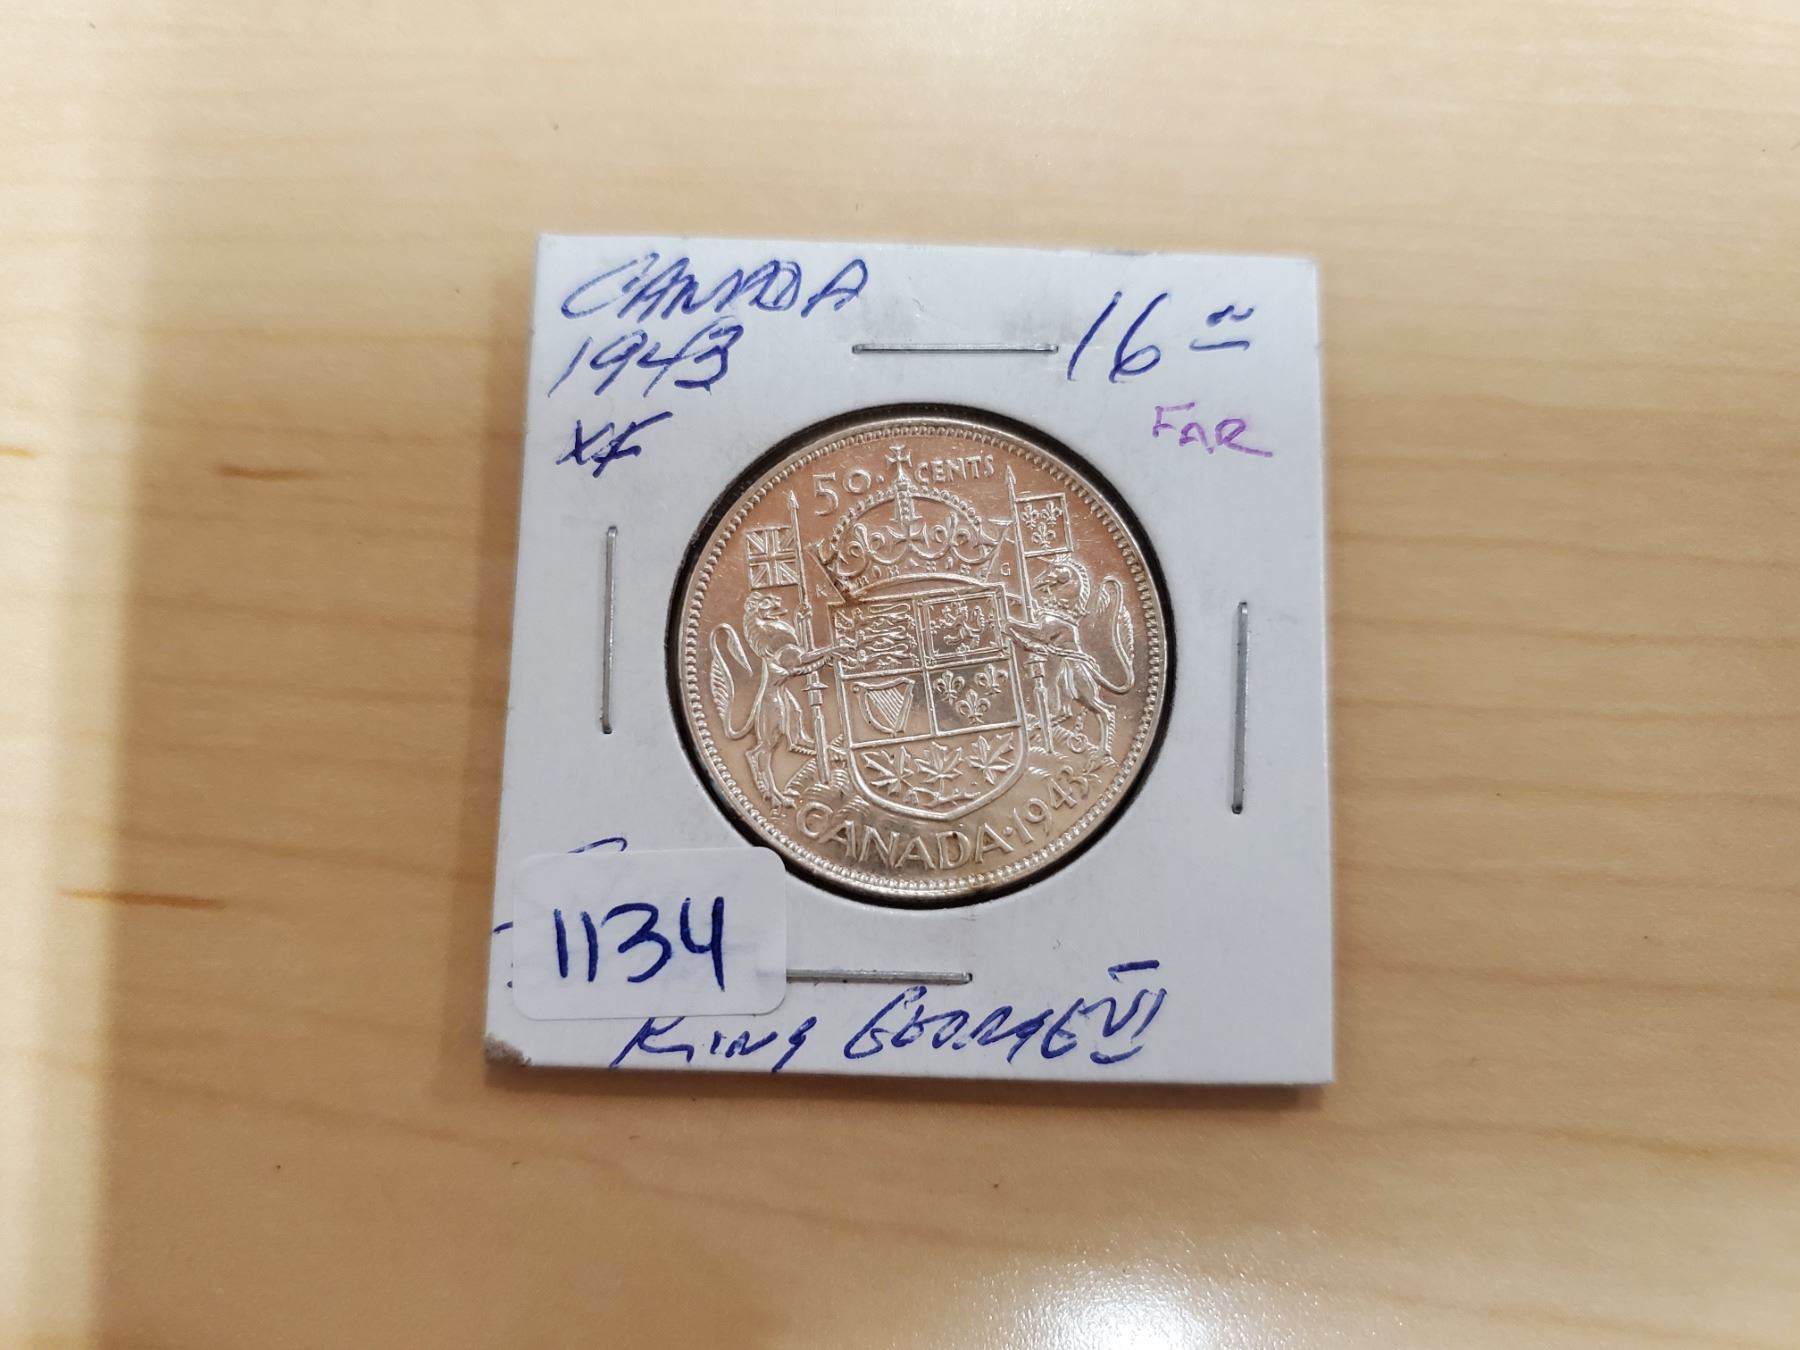 CANADA
1943
XF
16
FAR
50 CENTS
K G
CANADA·1943
1134
KING GEORGE VI